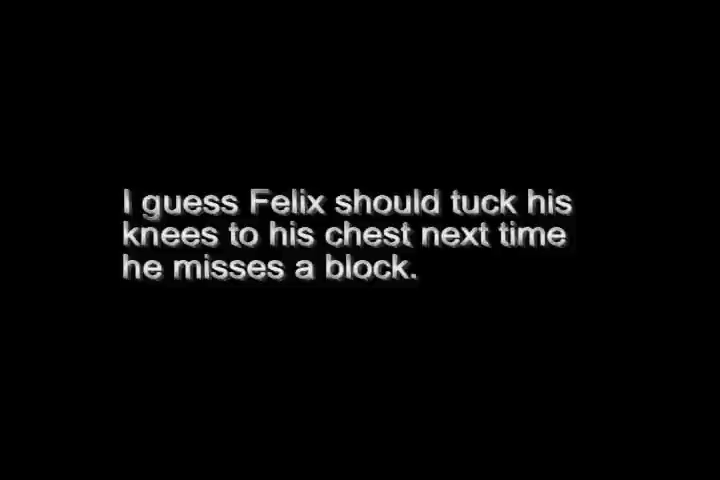 I guess Felix should tuck his
knees to his chest next time
he misses a block.